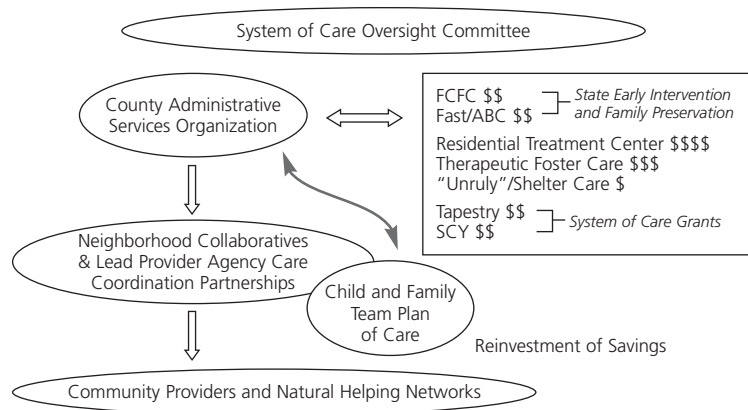 System of Care Oversight Committee
County Administrative
Services Organization
FCFC $$
Fast/ABC $$
State Early Intervention
and Family Preservation
Residential Treatment Center $$$$
Therapeutic Foster Care $$$
“Unruly”/Shelter Care $
Tapestry $$
SCY $$
System of Care Grants
Neighborhood Collaboratives
& Lead Provider Agency Care
Coordination Partnerships
Child and Family
Team Plan
of Care
Reinvestment of Savings
Community Providers and Natural Helping Networks